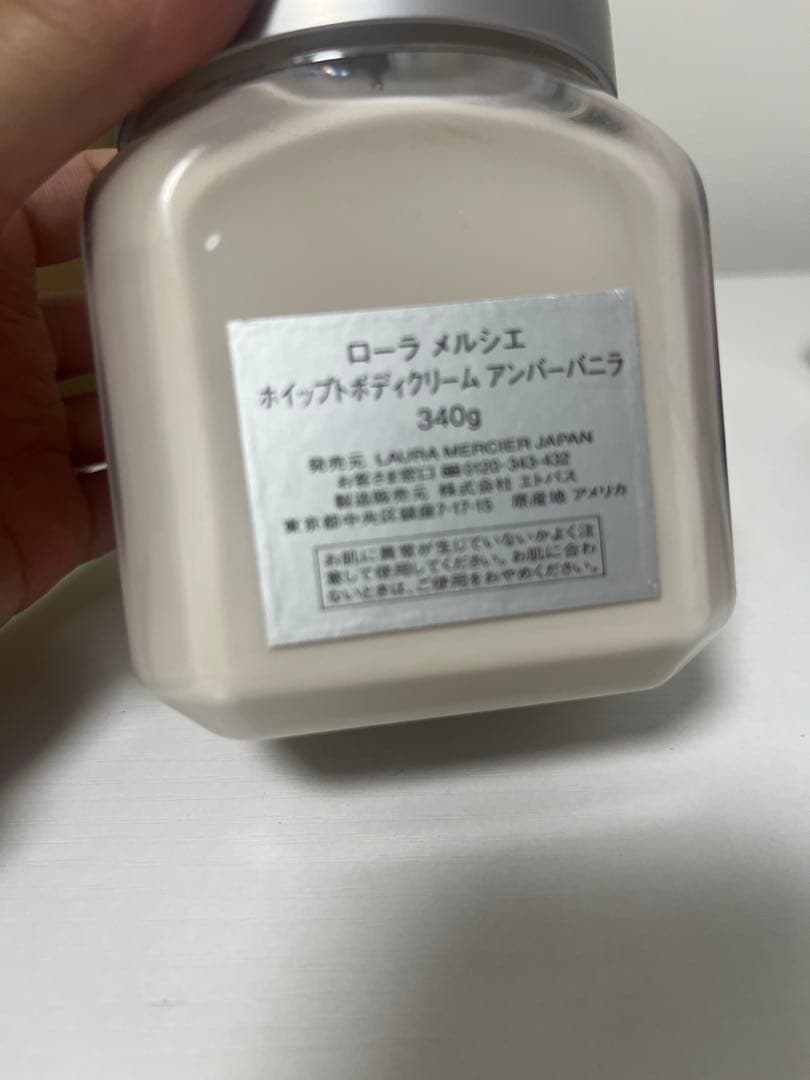 ローラ メルシエ
ホイップトボディクリーム アンバーバニラ
340g
発売元 LAURA MERCIER JAPAN
お客さま窓口 ☎0120-343-432
製造販売元 株式会社 エトバス
東京都中央区銀座7-17-15 原産地 アメリカ
お肌に異常が生じていないかよく注
意して使用してください。お肌に合わ
ないときは、ご使用をおやめください。